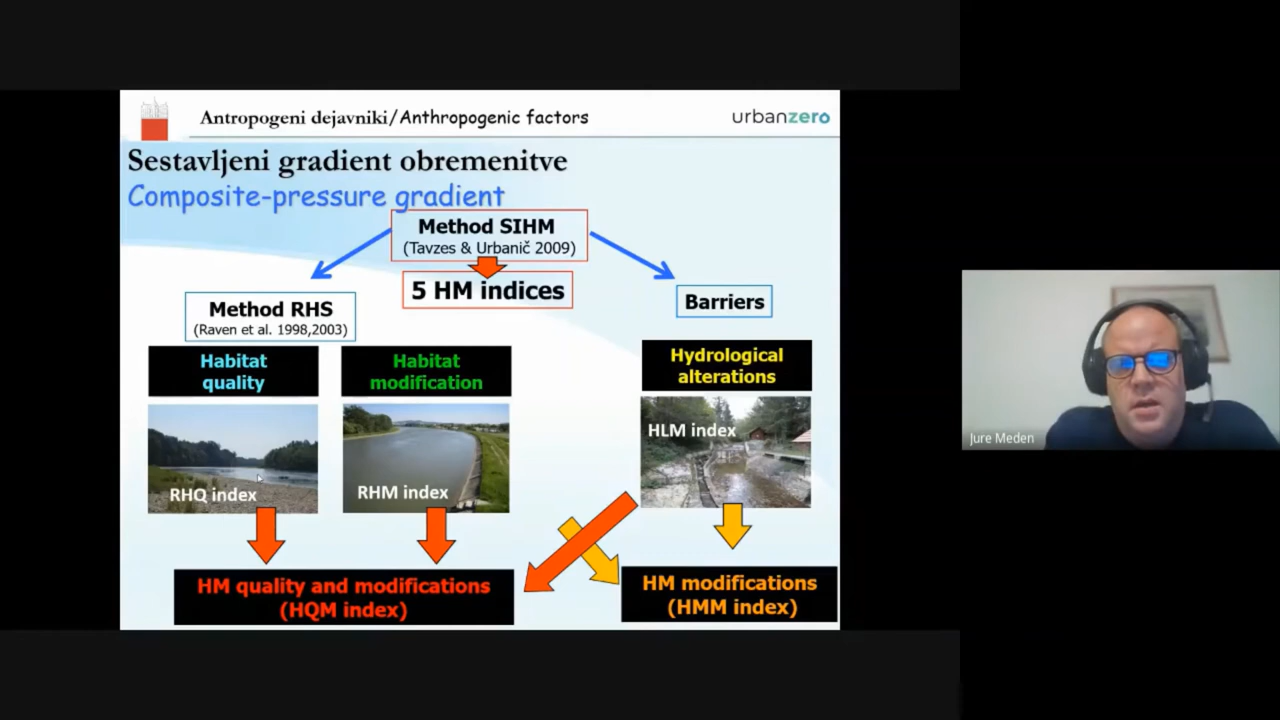 Antropogeni dejavniki/Anthropogenic factors
urbanzero
Sestavljeni gradient obremenitve
Composite-pressure gradient
Method SIHM
(Tavzes & Urbanič 2009)
5 HM indices
Method RHS
(Raven et al. 1998,2003)
Barriers
Habitat
quality
Habitat
modification
Hydrological
alterations
RHQ index
RHM index
HLM index
HM quality and modifications
(HQM index)
HM modifications
(HMM index)
Jure Meden